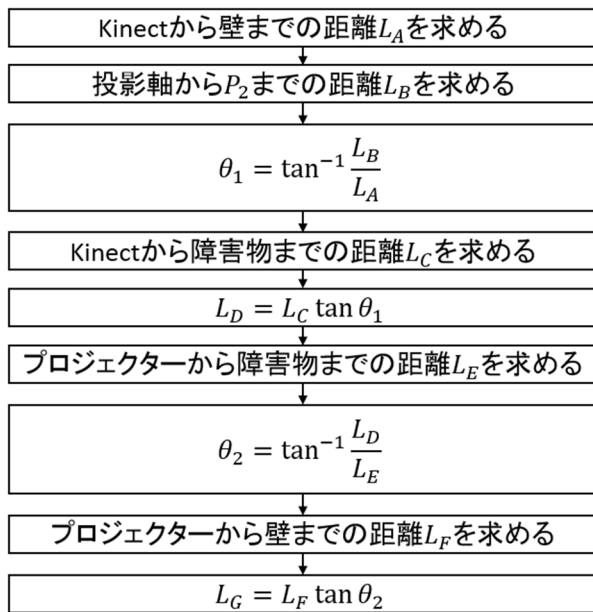 Kinectから壁までの距離L_Aを求める
投影軸からP_2までの距離L_Bを求める
θ_1 = tan^{-1} L_B/L_A
Kinectから障害物までの距離L_Cを求める
L_D = L_C tan θ_1
プロジェクターから障害物までの距離L_Eを求める
θ_2 = tan^{-1} L_D/L_E
プロジェクターから壁までの距離L_Fを求める
L_G = L_F tan θ_2